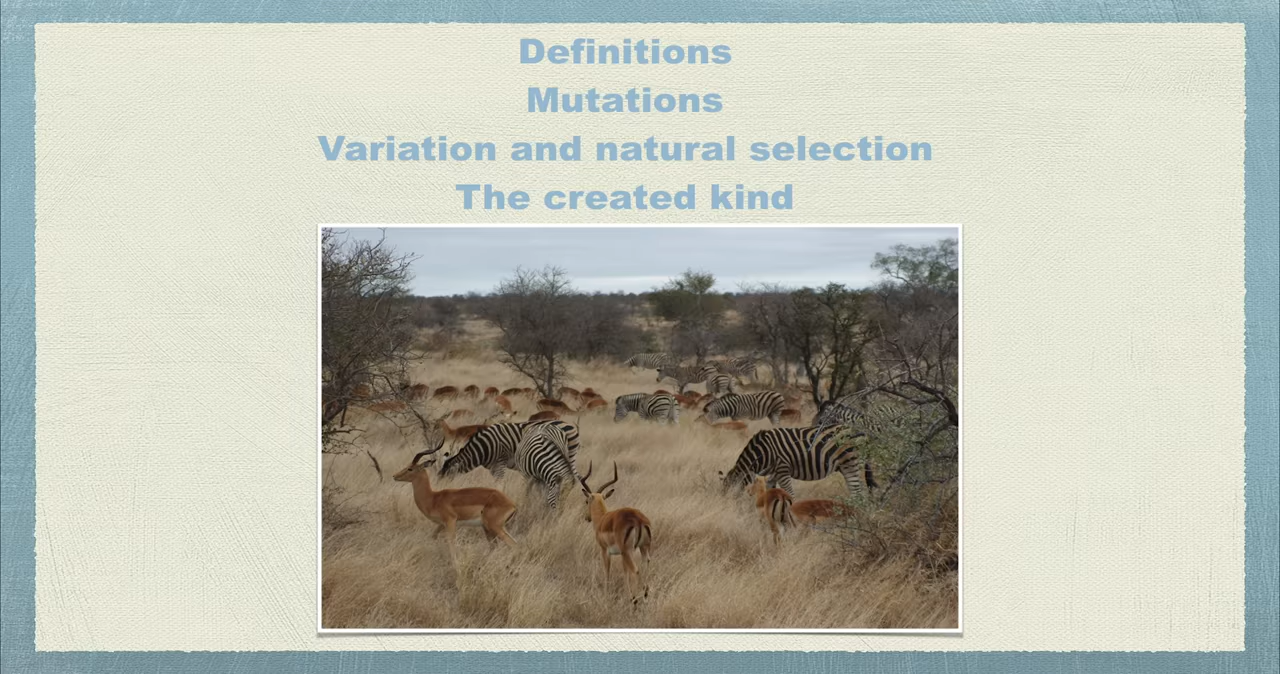 Definitions
Mutations
Variation and natural selection
The created kind